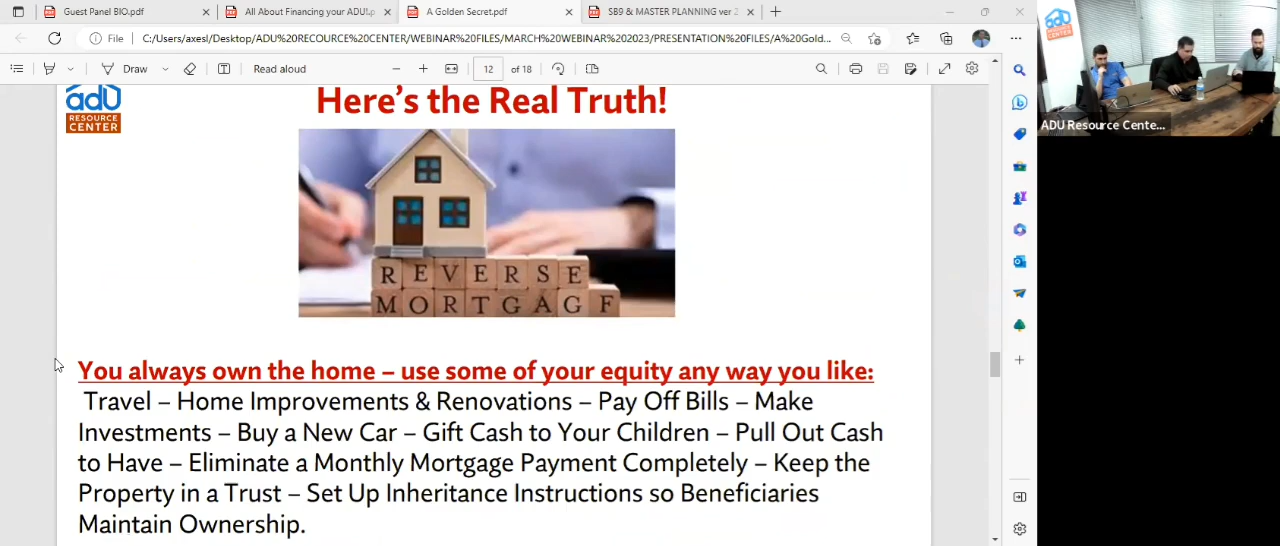 Guest Panel BIO.pdf
All About Financing your ADU!.p
A Golden Secret.pdf
SB9 & MASTER PLANNING ver 2
File
C:/Users/axesl/Desktop/ADU%20RECOURCE%20CENTER/WEBINAR%20FILES/MARCH%20WEBINAR%202023/PRESENTATION%20FILES/A%20Gold...
Draw
Read aloud
12
of 18
adU
RESOURCE
CENTER
Here's the Real Truth!
REVERSE
MORTGAGE
You always own the home – use some of your equity any way you like:
Travel – Home Improvements & Renovations – Pay Off Bills – Make
Investments – Buy a New Car – Gift Cash to Your Children – Pull Out Cash
to Have – Eliminate a Monthly Mortgage Payment Completely – Keep the
Property in a Trust – Set Up Inheritance Instructions so Beneficiaries
Maintain Ownership.
ADU Resource Cente...